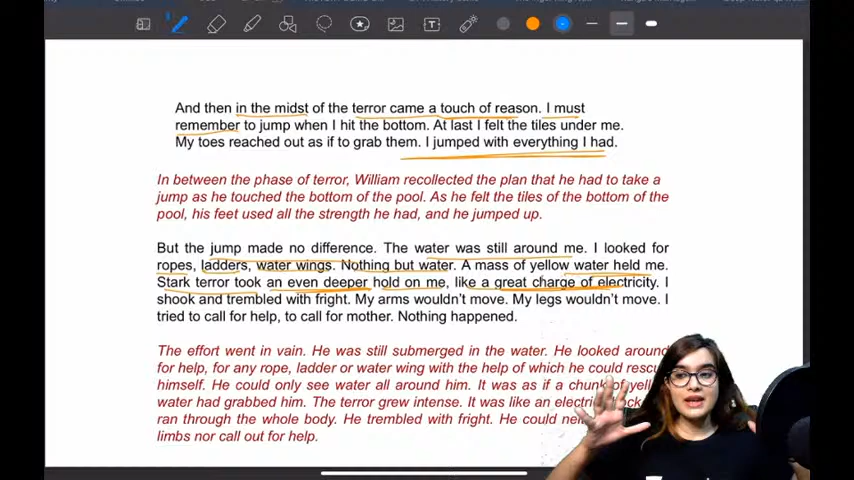 And then in the midst of the terror came a touch of reason. I must
remember to jump when I hit the bottom. At last I felt the tiles under me.
My toes reached out as if to grab them. I jumped with everything I had.
In between the phase of terror, William recollected the plan that he had to take a
jump as he touched the bottom of the pool. As he felt the tiles of the bottom of the
pool, his feet used all the strength he had, and he jumped up.
But the jump made no difference. The water was still around me. I looked for
ropes, ladders, water wings. Nothing but water. A mass of yellow water held me.
Stark terror took an even deeper hold on me, like a great charge of electricity. I
shook and trembled with fright. My arms wouldn't move. My legs wouldn't move. I
tried to call for help, to call for mother. Nothing happened.
The effort went in vain. He was still submerged in the water. He looked around
for help, for any rope, ladder or water wing with the help of which he could
himself. He could only see water all around him. It was as if a chunk of
water had grabbed him. The terror grew intense. It was like an
ran through the whole body. He trembled with fright. He could
limbs nor call out for help.